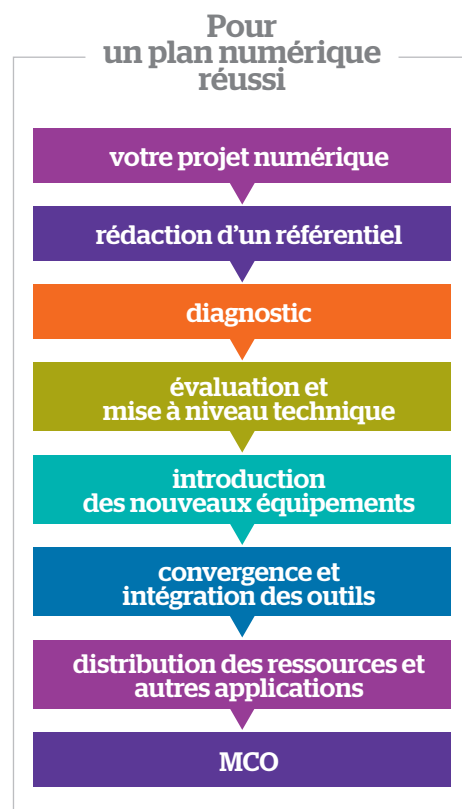 Pour
un plan numérique
réussi
votre projet numérique
rédaction d’un référentiel
diagnostic
évaluation et
mise à niveau technique
introduction
des nouveaux équipements
convergence et
intégration des outils
distribution des ressources et
autres applications
MCO